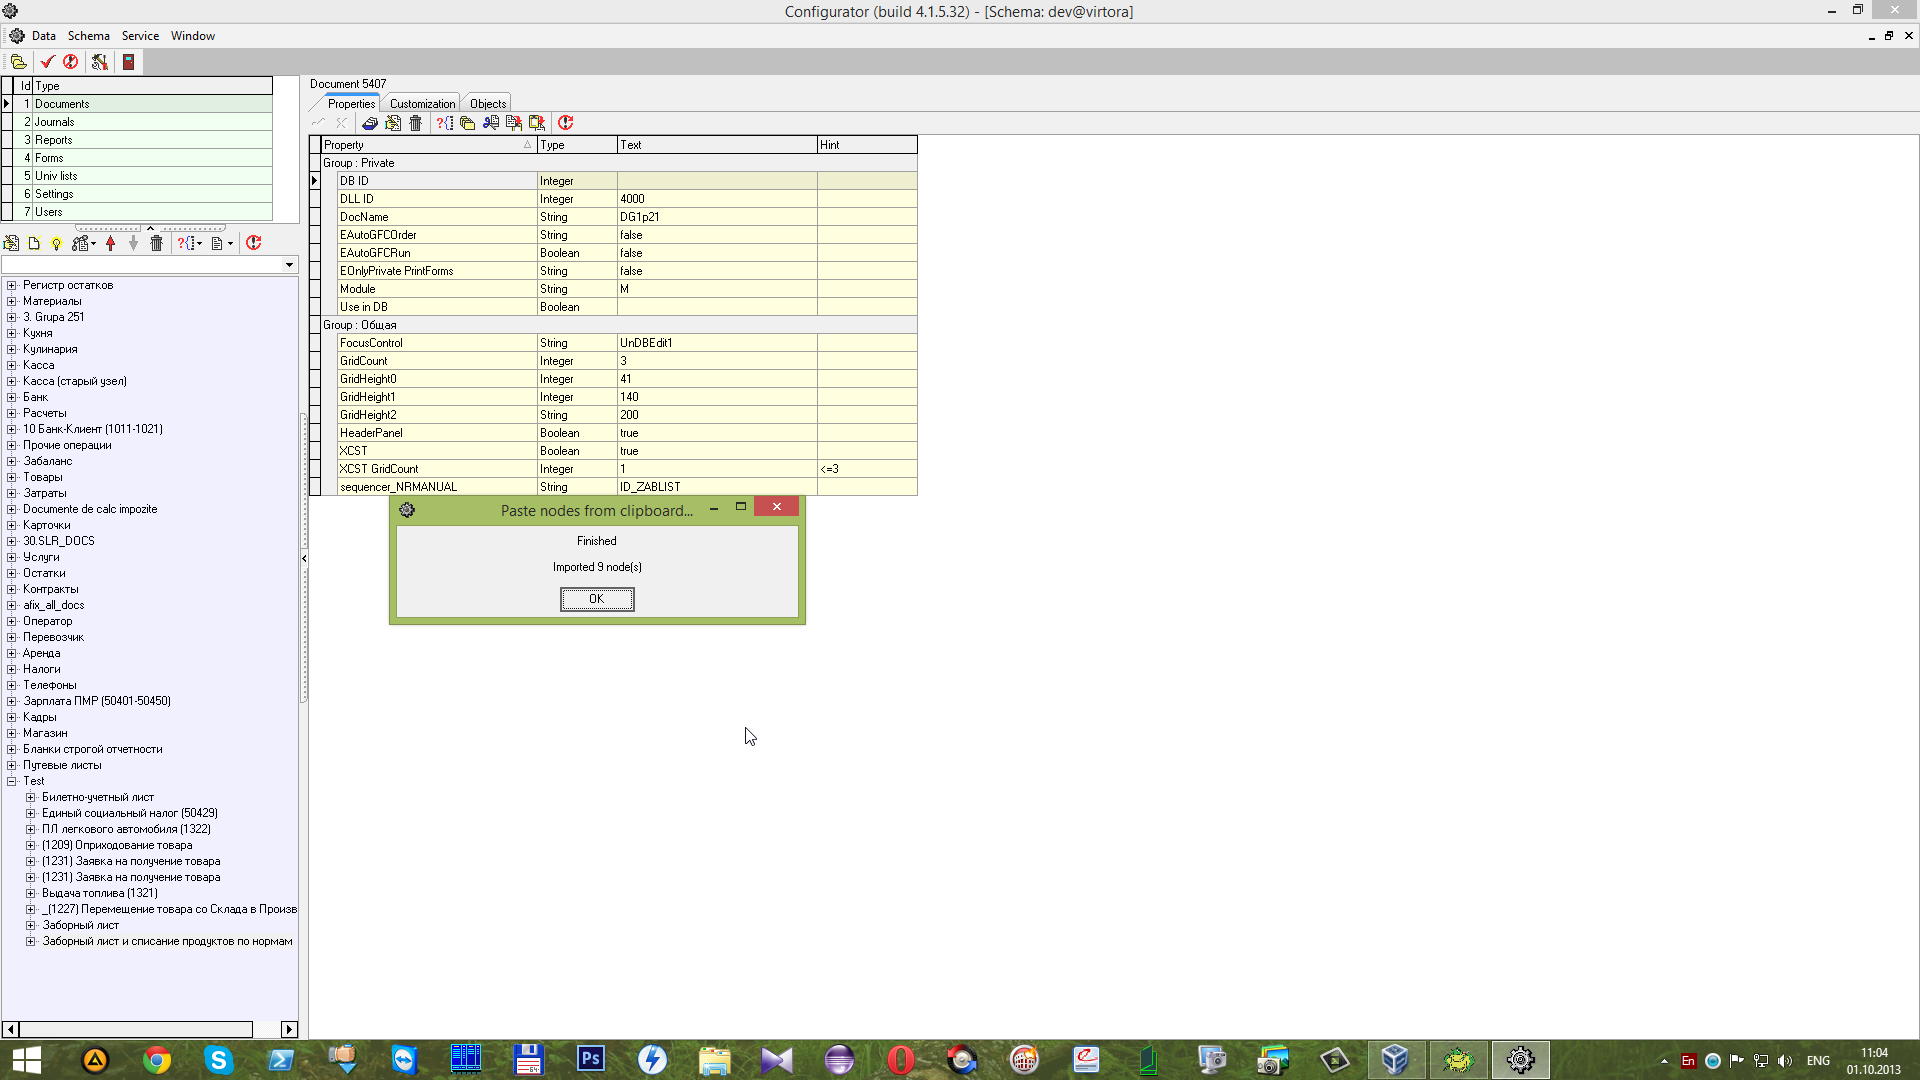 Configurator (build 4.1.5.32) - [Schema: dev@virtora]
Data Schema Service Window
Id Type
1 Documents
2 Journals
3 Reports
4 Forms
5 Univ lists
6 Settings
7 Users
Регистр остатков
Материалы
3. Grupa 251
Кухня
Кулинария
Касса
Касса (старый узел)
Банк
Расчеты
10 Банк-Клиент (1011-1021)
Прочие операции
Забаланс
Товары
Затраты
Documente de calc impozite
Карточки
30.SLR_DOCS
Услуги
Остатки
Контракты
afix_all_docs
Оператор
Перевозчик
Аренда
Налоги
Телефоны
Зарплата ПМР (50401-50450)
Кадры
Магазин
Бланки строгой отчетности
Путевые листы
Test
Билетно-учетный лист
Единый социальный налог (50429)
ПЛ легкового автомобиля (1322)
(1209) Оприходование товара
(1231) Заявка на получение товара
(1231) Заявка на получение товара
Выдача топлива (1321)
_(1227) Перемещение товара со Склада в Произв
Заборный лист
Заборный лист и списание продуктов по нормам
Document 5407
Properties Customization Objects
Property Type Text Hint
Group : Private
DB ID Integer
DLL ID Integer 4000
DocName String DG1p21
EAutoGFCOrder String false
EAutoGFCRun Boolean false
EOnlyPrivate PrintForms String false
Module String M
Use in DB Boolean
Group : Общая
FocusControl String UnDBEdit1
GridCount Integer 3
GridHeight0 Integer 41
GridHeight1 Integer 140
GridHeight2 String 200
HeaderPanel Boolean true
XCST Boolean true
XCST GridCount Integer 1 <=3
sequencer_NRMANUAL String ID_ZABLIST
Paste nodes from clipboard...
Finished
Imported 9 node(s)
OK
64
Ps
En
ENG
11:04
01.10.2013